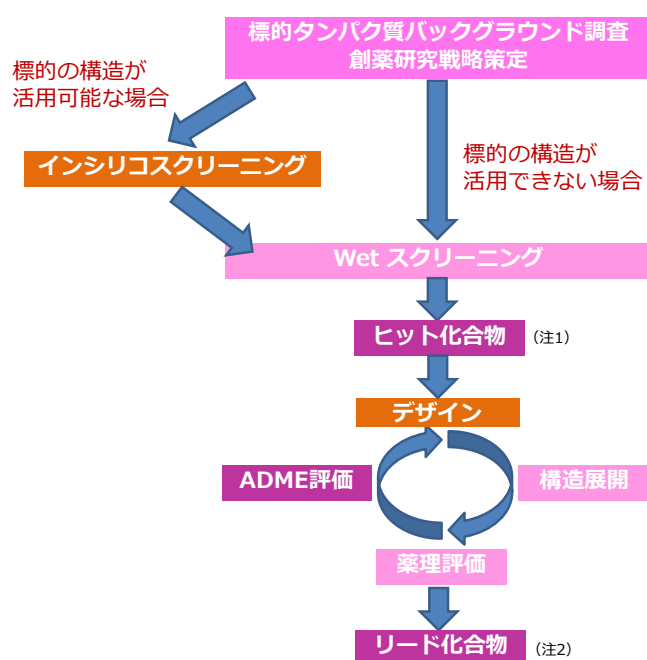 標的タンパク質バックグラウンド調査
創薬研究戦略策定
標的の構造が
活用可能な場合
インシリコスクリーニング
標的の構造が
活用できない場合
Wet スクリーニング
ヒット化合物 （注1）
デザイン
ADME評価
構造展開
薬理評価
リード化合物 （注2）